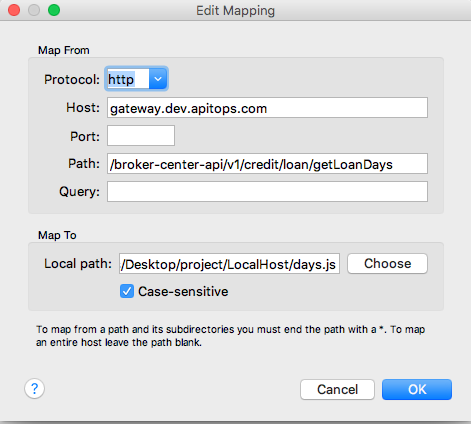 Edit Mapping
Map From
Protocol: http
Host: gateway.dev.apitops.com
Port:
Path: /broker-center-api/v1/credit/loan/getLoanDays
Query:
Map To
Local path: /Desktop/project/LocalHost/days.js Choose
Case-sensitive
To map from a path and its subdirectories you must end the path with a *. To map
an entire host leave the path blank.
? Cancel OK